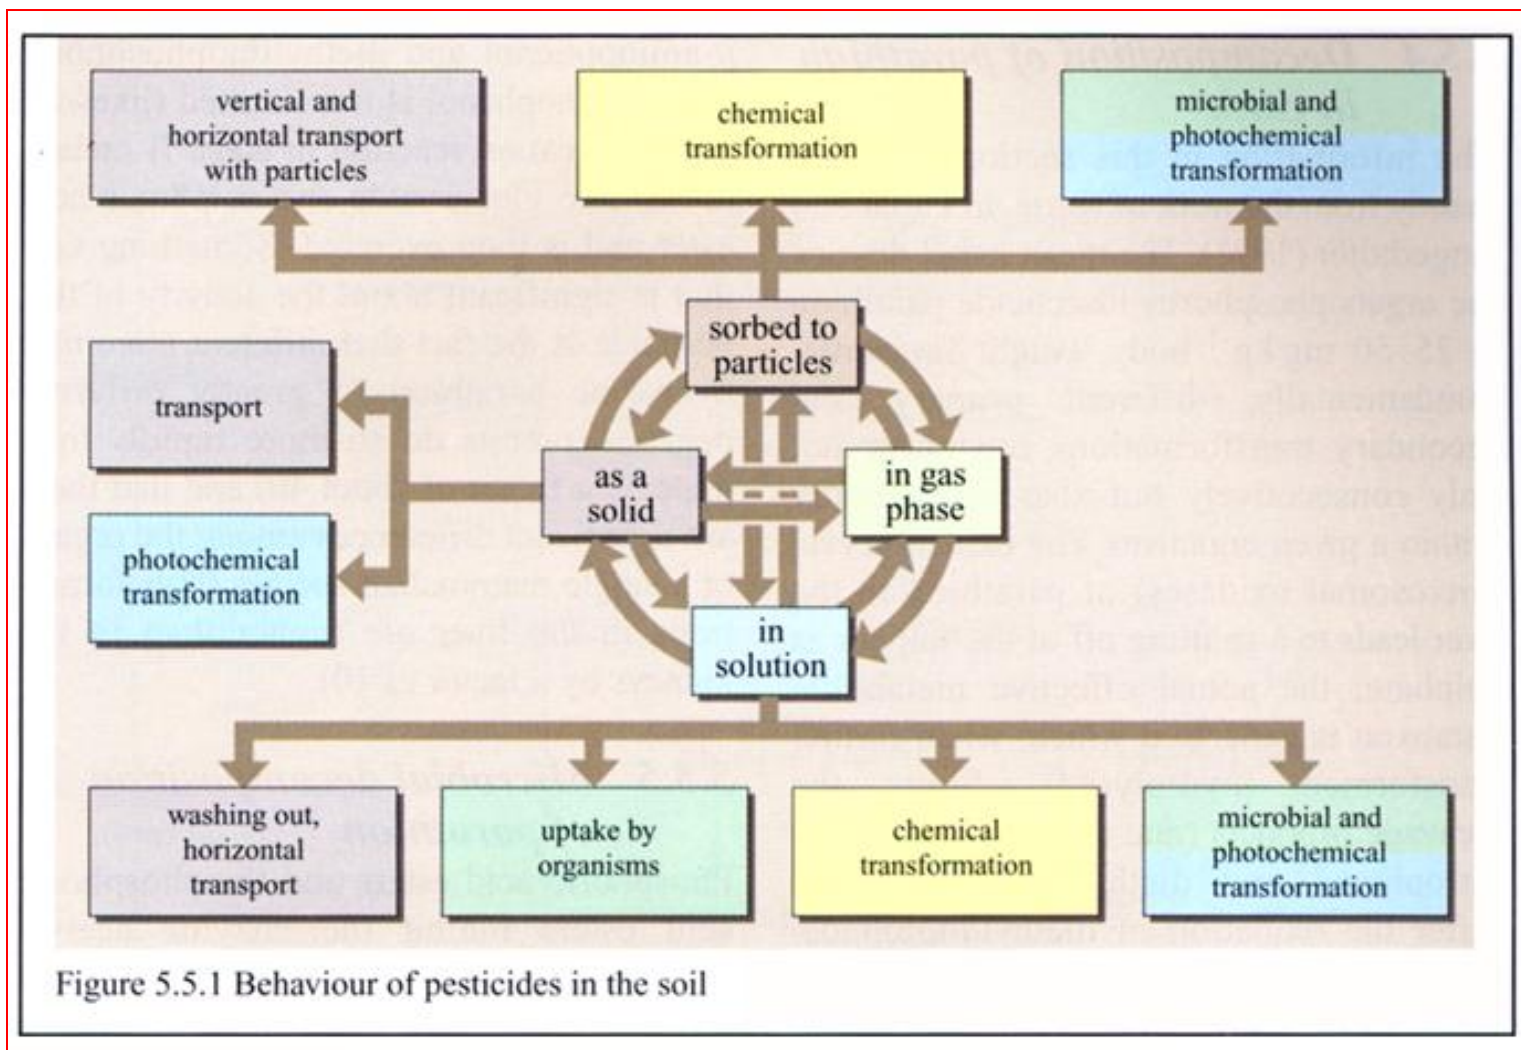 vertical and
horizontal transport
with particles
chemical
transformation
microbial and
photochemical
transformation
sorbed to
particles
transport
as a
solid
in gas
phase
photochemical
transformation
in
solution
washing out,
horizontal
transport
uptake by
organisms
chemical
transformation
microbial and
photochemical
transformation
Figure 5.5.1 Behaviour of pesticides in the soil